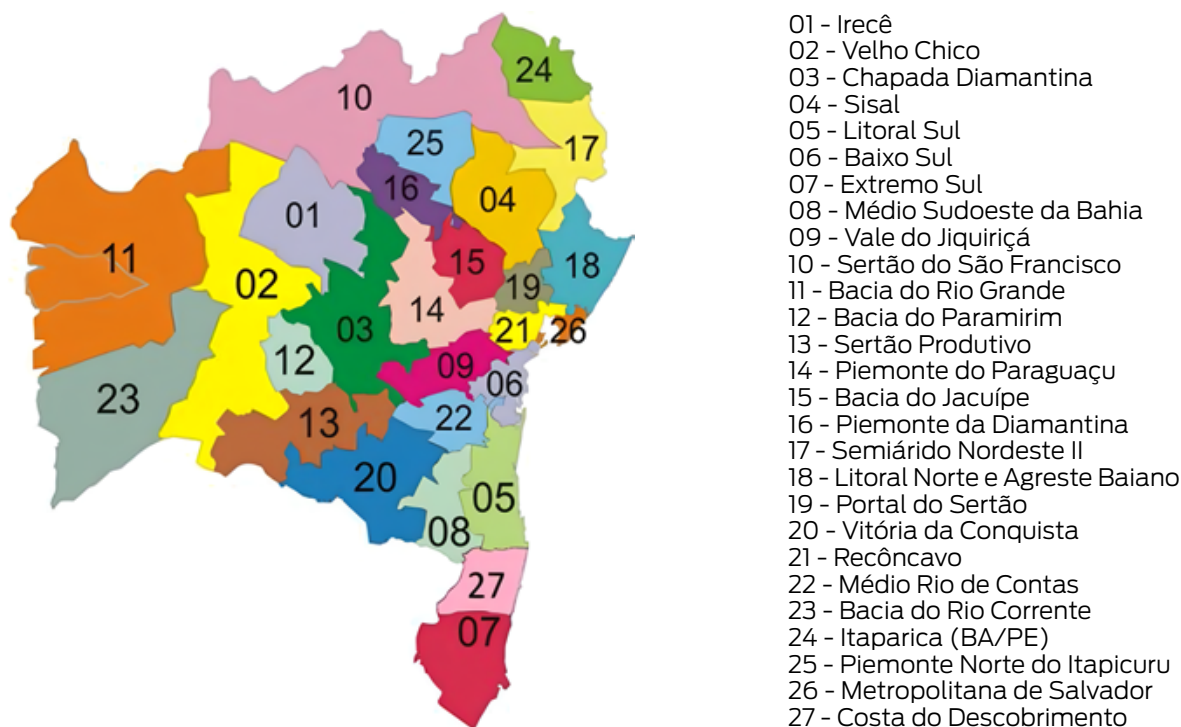 24
10
25
17
16
04
01
11
15
18
02
19
14
03
21
26
12
09
06
23
22
13
20
05
08
27
07
01 - Irecê
02 - Velho Chico
03 - Chapada Diamantina
04 - Sisal
05 - Litoral Sul
06 - Baixo Sul
07 - Extremo Sul
08 - Médio Sudoeste da Bahia
09 - Vale do Jiquiriçá
10 - Sertão do São Francisco
11 - Bacia do Rio Grande
12 - Bacia do Paramirim
13 - Sertão Produtivo
14 - Piemonte do Paraguaçu
15 - Bacia do Jacuípe
16 - Piemonte da Diamantina
17 - Semiárido Nordeste II
18 - Litoral Norte e Agreste Baiano
19 - Portal do Sertão
20 - Vitória da Conquista
21 - Recôncavo
22 - Médio Rio de Contas
23 - Bacia do Rio Corrente
24 - Itaparica (BA/PE)
25 - Piemonte Norte do Itapicuru
26 - Metropolitana de Salvador
27 - Costa do Descobrimento